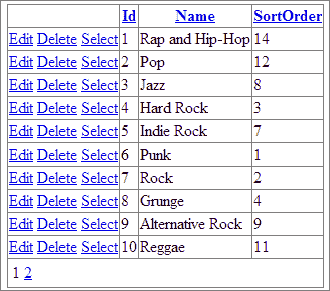 Id Name SortOrder
Edit Delete Select 1 Rap and Hip-Hop 14
Edit Delete Select 2 Pop 12
Edit Delete Select 3 Jazz 8
Edit Delete Select 4 Hard Rock 3
Edit Delete Select 5 Indie Rock 7
Edit Delete Select 6 Punk 1
Edit Delete Select 7 Rock 2
Edit Delete Select 8 Grunge 4
Edit Delete Select 9 Alternative Rock 9
Edit Delete Select 10 Reggae 11
1 2